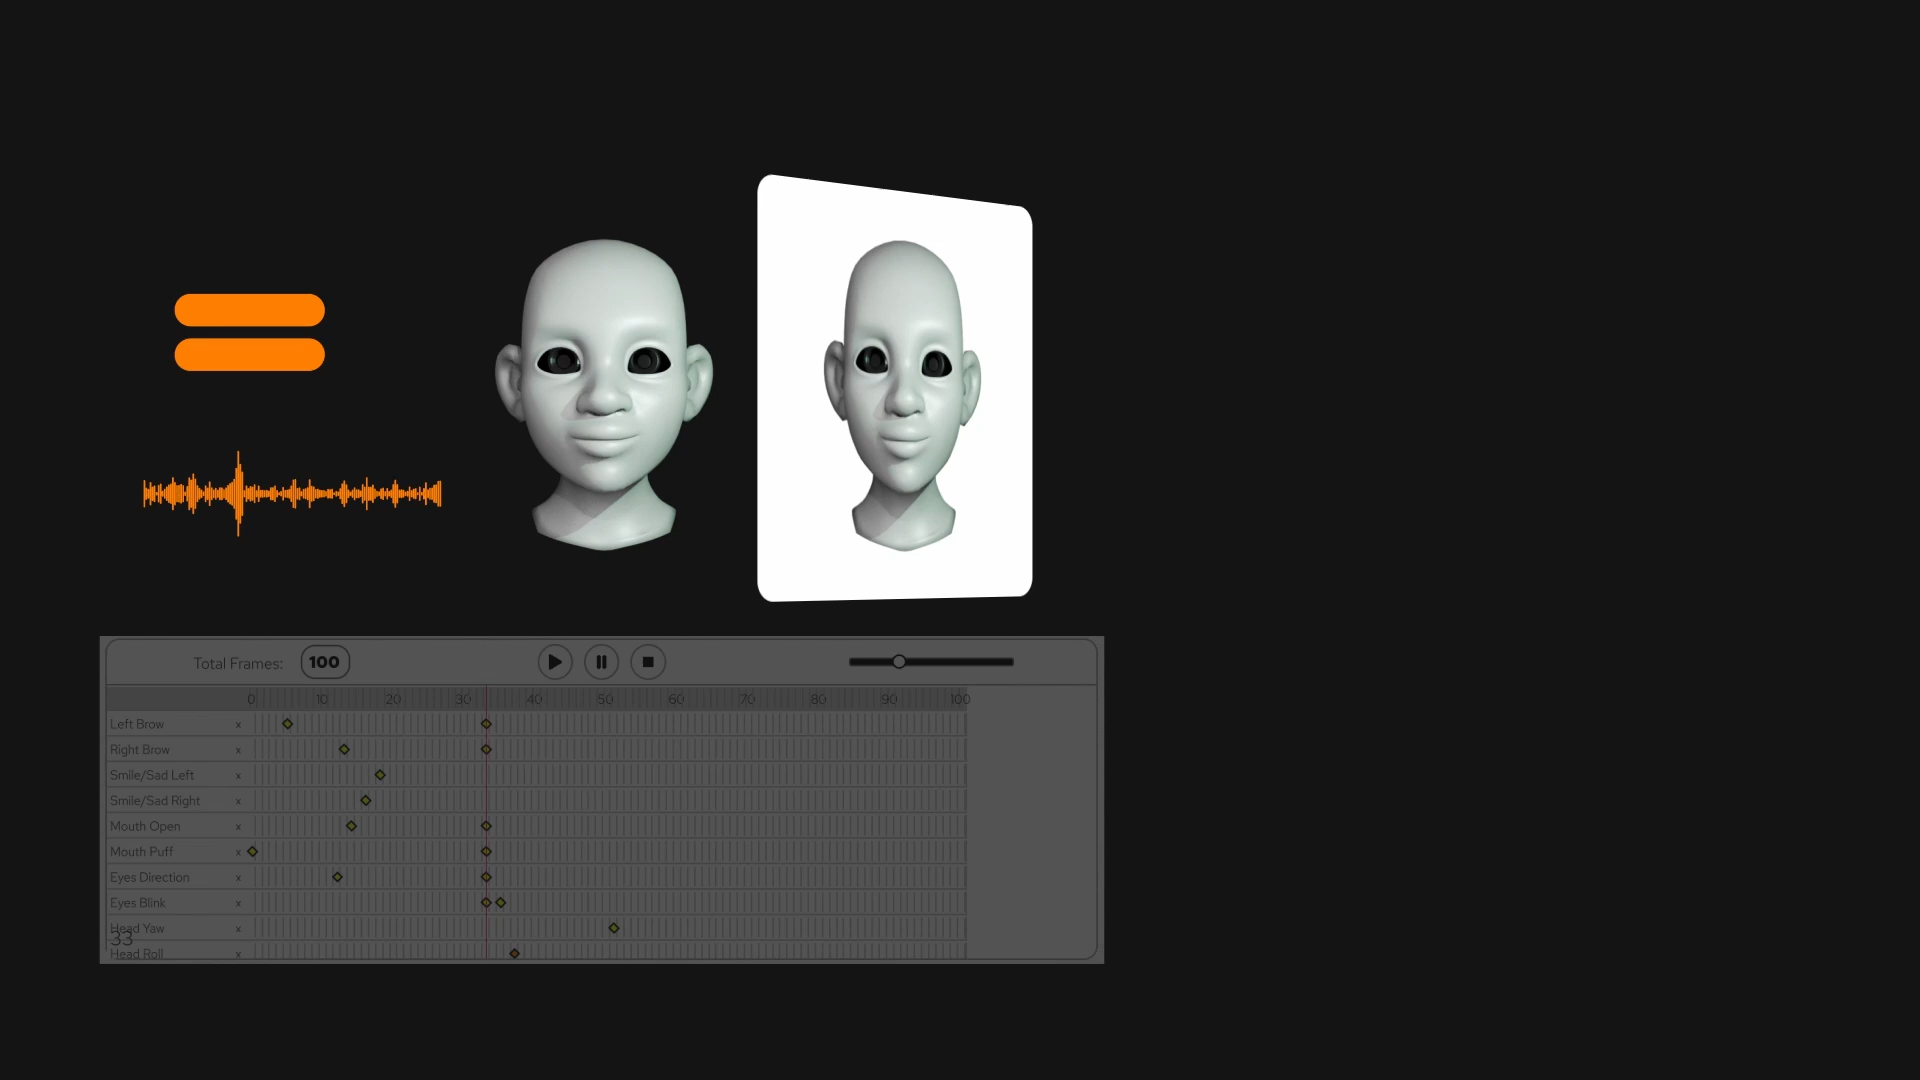 Total Frames: 100
0 10 20 30 40 50 60 70 80 90 100
Left Brow x
Right Brow x
Smile/Sad Left x
Smile/Sad Right x
Mouth Open x
Mouth Puff x
Eyes Direction x
Eyes Blink x
Head Yaw x
33
Head Roll x